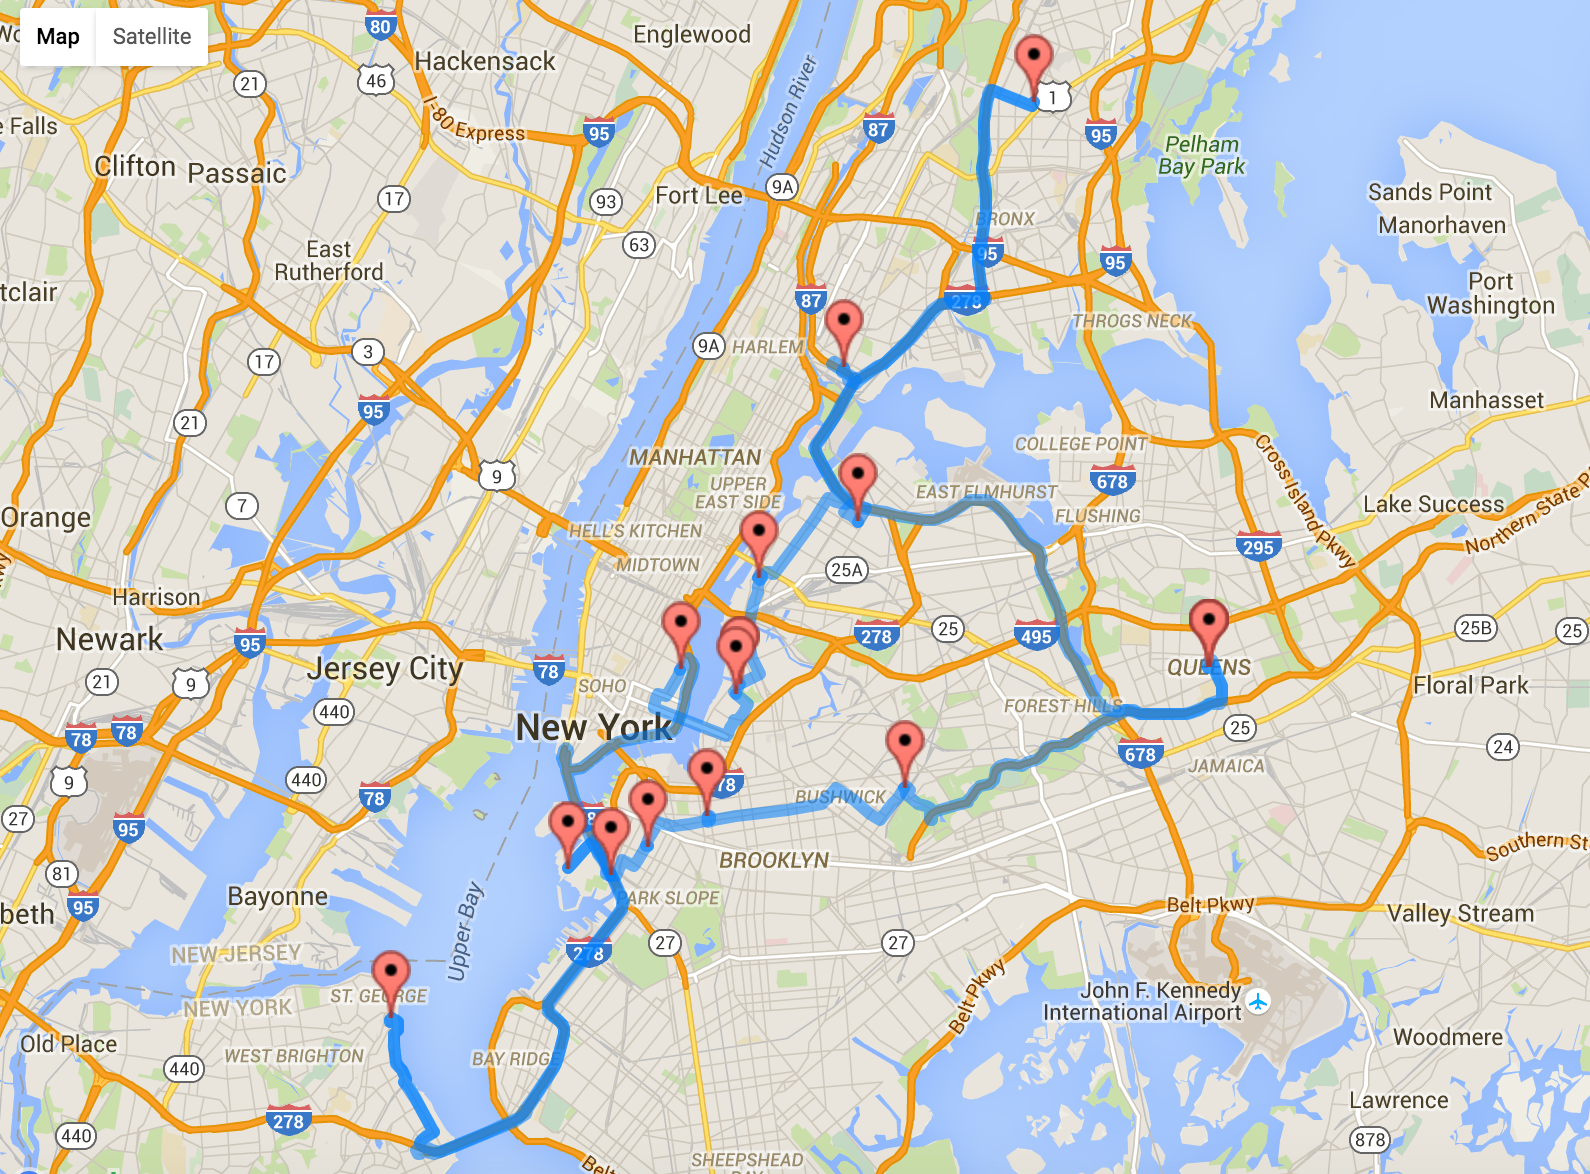 Map
Satellite
80
Englewood
Hackensack
46
21
1
I-80 Express
95
87
95
Hudson River
Falls
Pelham
Bay Park
Clifton
Passaic
9A
Fort Lee
17
93
Sands Point
Manorhaven
BRONX
63
East
Rutherford
95
95
Port
Washington
tclair
87
278
THROGS NECK
9A
HARLEM
3
17
95
Manhasset
21
COLLEGE POINT
MANHATTAN
Cross Island Pkwy
9
678
UPPER
EAST SIDE
EAST ELMHURST
7
Lake Success
Orange
FLUSHING
HELL'S KITCHEN
Northern State P
295
MIDTOWN
25A
Harrison
Newark
95
278
25
495
25B
25
Jersey City
78
QUEENS
21
9
SOHO
Floral Park
440
FOREST HILLS
New York
78
78
25
24
678
JAMAICA
9
440
78
78
BUSHWICK
27
95
Southern St
BROOKLYN
81
Bayonne
95
beth
PARK SLOPE
Belt Pkwy
Valley Stream
Upper Bay
27
27
278
NEW JERSEY
ST. GEORGE
NEW YORK
John F. Kennedy
International Airport
Belt Pkwy
Old Place
WEST BRIGHTON
BAY RIDGE
Woodmere
440
Lawrence
278
440
878
Belt
SHEEPSHEAD
BAY